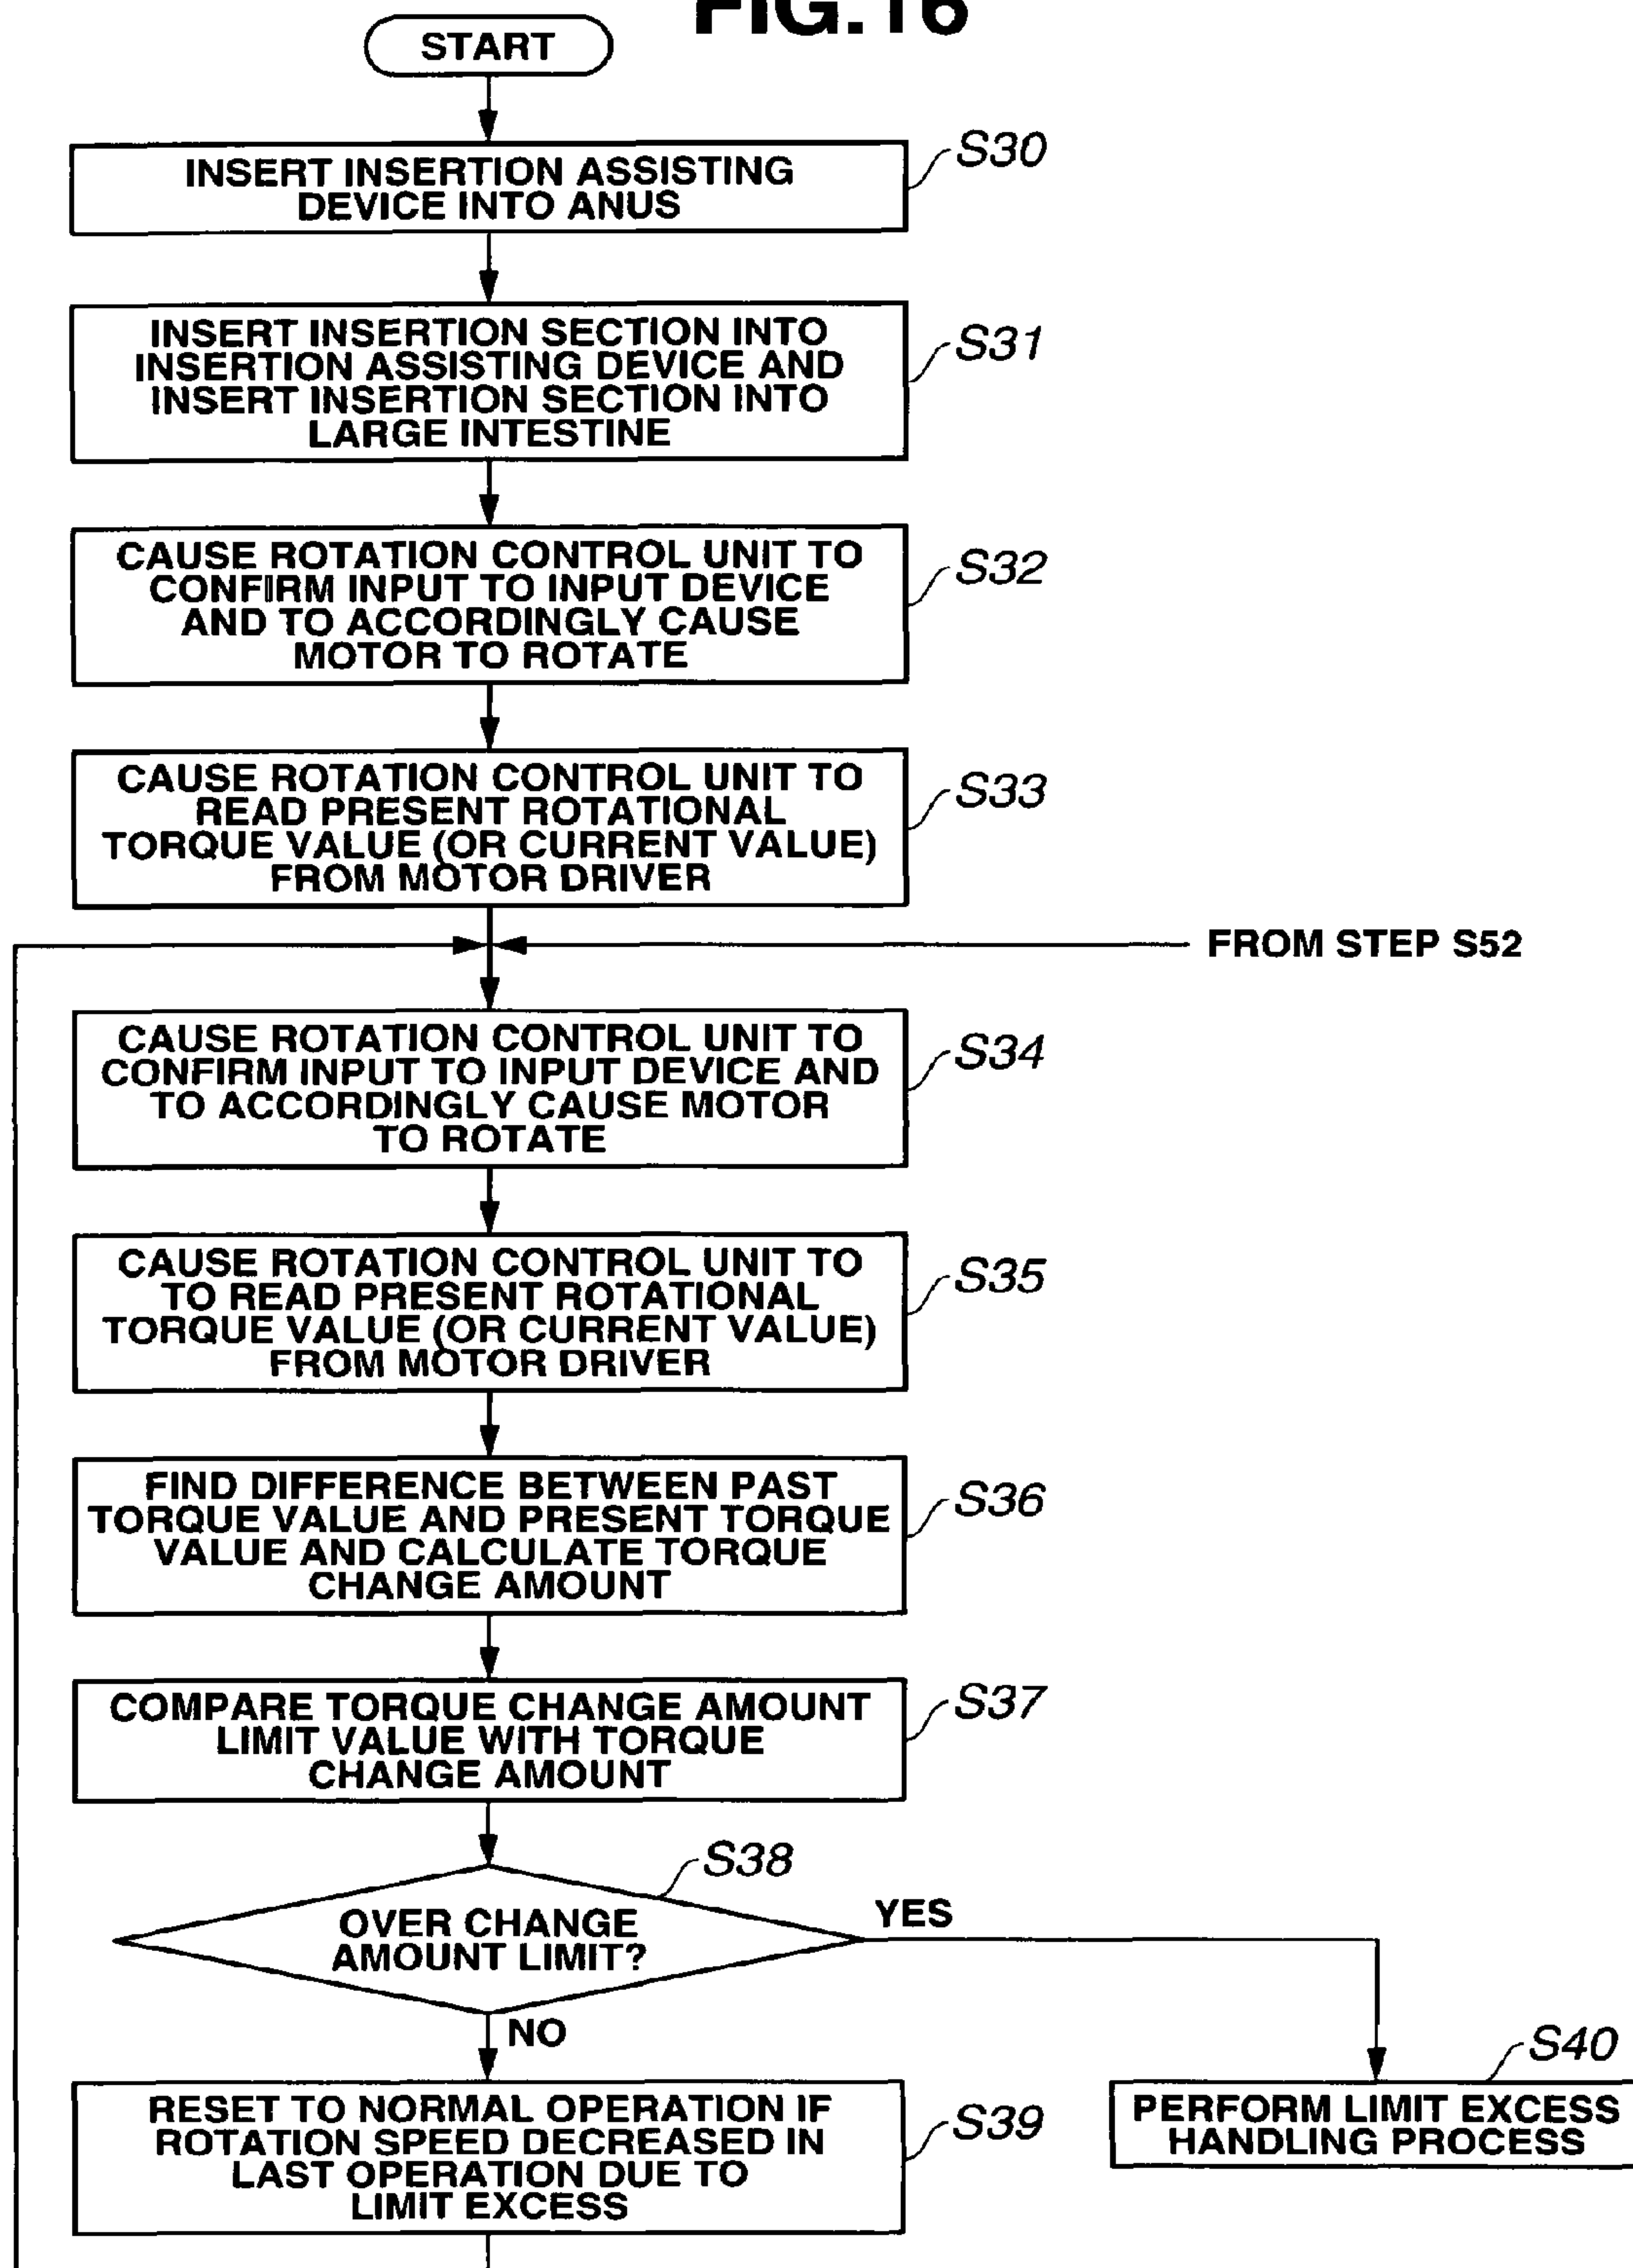 FIG.16
START
INSERT INSERTION ASSISTING
DEVICE INTO ANUS
S30
INSERT INSERTION SECTION INTO
INSERTION ASSISTING DEVICE AND
INSERT INSERTION SECTION INTO
LARGE INTESTINE
S31
CAUSE ROTATION CONTROL UNIT TO
CONFIRM INPUT TO INPUT DEVICE
AND TO ACCORDINGLY CAUSE
MOTOR TO ROTATE
S32
CAUSE ROTATION CONTROL UNIT TO
READ PRESENT ROTATIONAL
TORQUE VALUE (OR CURRENT VALUE)
FROM MOTOR DRIVER
S33
FROM STEP S52
CAUSE ROTATION CONTROL UNIT TO
CONFIRM INPUT TO INPUT DEVICE AND
TO ACCORDINGLY CAUSE MOTOR
TO ROTATE
S34
CAUSE ROTATION CONTROL UNIT TO
TO READ PRESENT ROTATIONAL
TORQUE VALUE (OR CURRENT VALUE)
FROM MOTOR DRIVER
S35
FIND DIFFERENCE BETWEEN PAST
TORQUE VALUE AND PRESENT TORQUE
VALUE AND CALCULATE TORQUE
CHANGE AMOUNT
S36
COMPARE TORQUE CHANGE AMOUNT
LIMIT VALUE WITH TORQUE
CHANGE AMOUNT
S37
S38
OVER CHANGE
AMOUNT LIMIT?
YES
NO
RESET TO NORMAL OPERATION IF
ROTATION SPEED DECREASED IN
LAST OPERATION DUE TO
LIMIT EXCESS
S39
S40
PERFORM LIMIT EXCESS
HANDLING PROCESS